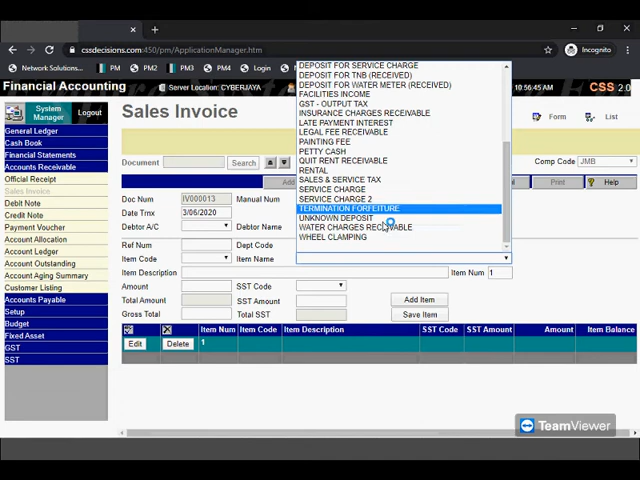 Incognito
cssdecisions.com:450/pm/ApplicationManager.htm
Network Solutions... PM PM2 Login PM3 PM4
Financial Accounting
Server Location: CYBERJAYA
10:56:45 AM
CSS 2.0
System Manager
Logout
Sales Invoice
Form
List
General Ledger
Cash Book
Financial Statements
Accounts Receivable
Official Receipt
Sales Invoice
Debit Note
Credit Note
Payment Voucher
Account Allocation
Account Outstanding
Account Aging Summary
Customer Listing
Accounts Payable
Setup
Budget
Fixed Asset
GST
SST
Document
Search
Comp Code JMB
Print
Help
Doc Num IV000013 Manual Num
Date Trnx 3/06/2020
Debtor A/C Debtor Name
Ref Num Dept Code
Item Code Item Name
Item Description Item Num 1
Amount SST Code
Total Amount SST Amount Add Item
Gross Total Total SST Save Item
DEPOSIT FOR SERVICE CHARGE
DEPOSIT FOR TNB (RECEIVED)
DEPOSIT FOR WATER METER (RECEIVED)
FACILITIES INCOME
GST - OUTPUT TAX
INSURANCE CHARGES RECEIVABLE
LATE PAYMENT INTEREST
LEGAL FEE RECEIVABLE
PAINTING FEE
PETTY CASH
QUIT RENT RECEIVABLE
RENTAL
SALES & SERVICE TAX
SERVICE CHARGE
SERVICE CHARGE 2
TERMINATION FORFEITURE
UNKNOWN DEPOSIT
WATER CHARGES RECEIVABLE
WHEEL CLAMPING
Item Num Item Code Item Description SST Code SST Amount Amount Item Balance
Edit Delete 1
TeamViewer